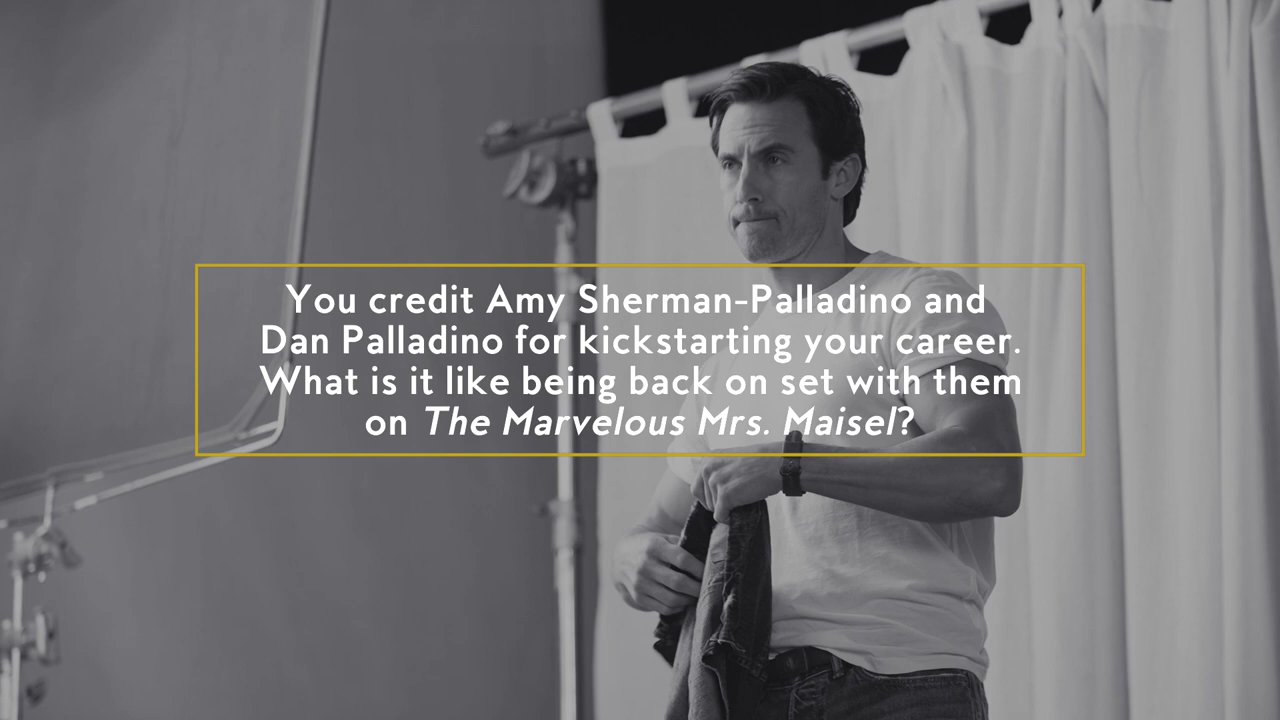 You credit Amy Sherman-Palladino and
Dan Palladino for kickstarting your career.
What is it like being back on set with them
on The Marvelous Mrs. Maisel?